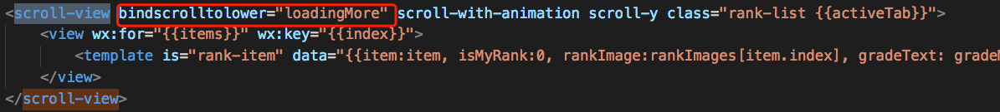 <scroll-view bindscrolltolower="loadingMore" scroll-with-animation scroll-y class="rank-list {{activeTab}}">
<view wx:for="{{items}}" wx:key="{{index}}">
<template is="rank-item" data="{{item:item, isMyRank:0, rankImage:rankImages[item.index], gradeText: grade
</view>
</scroll-view>